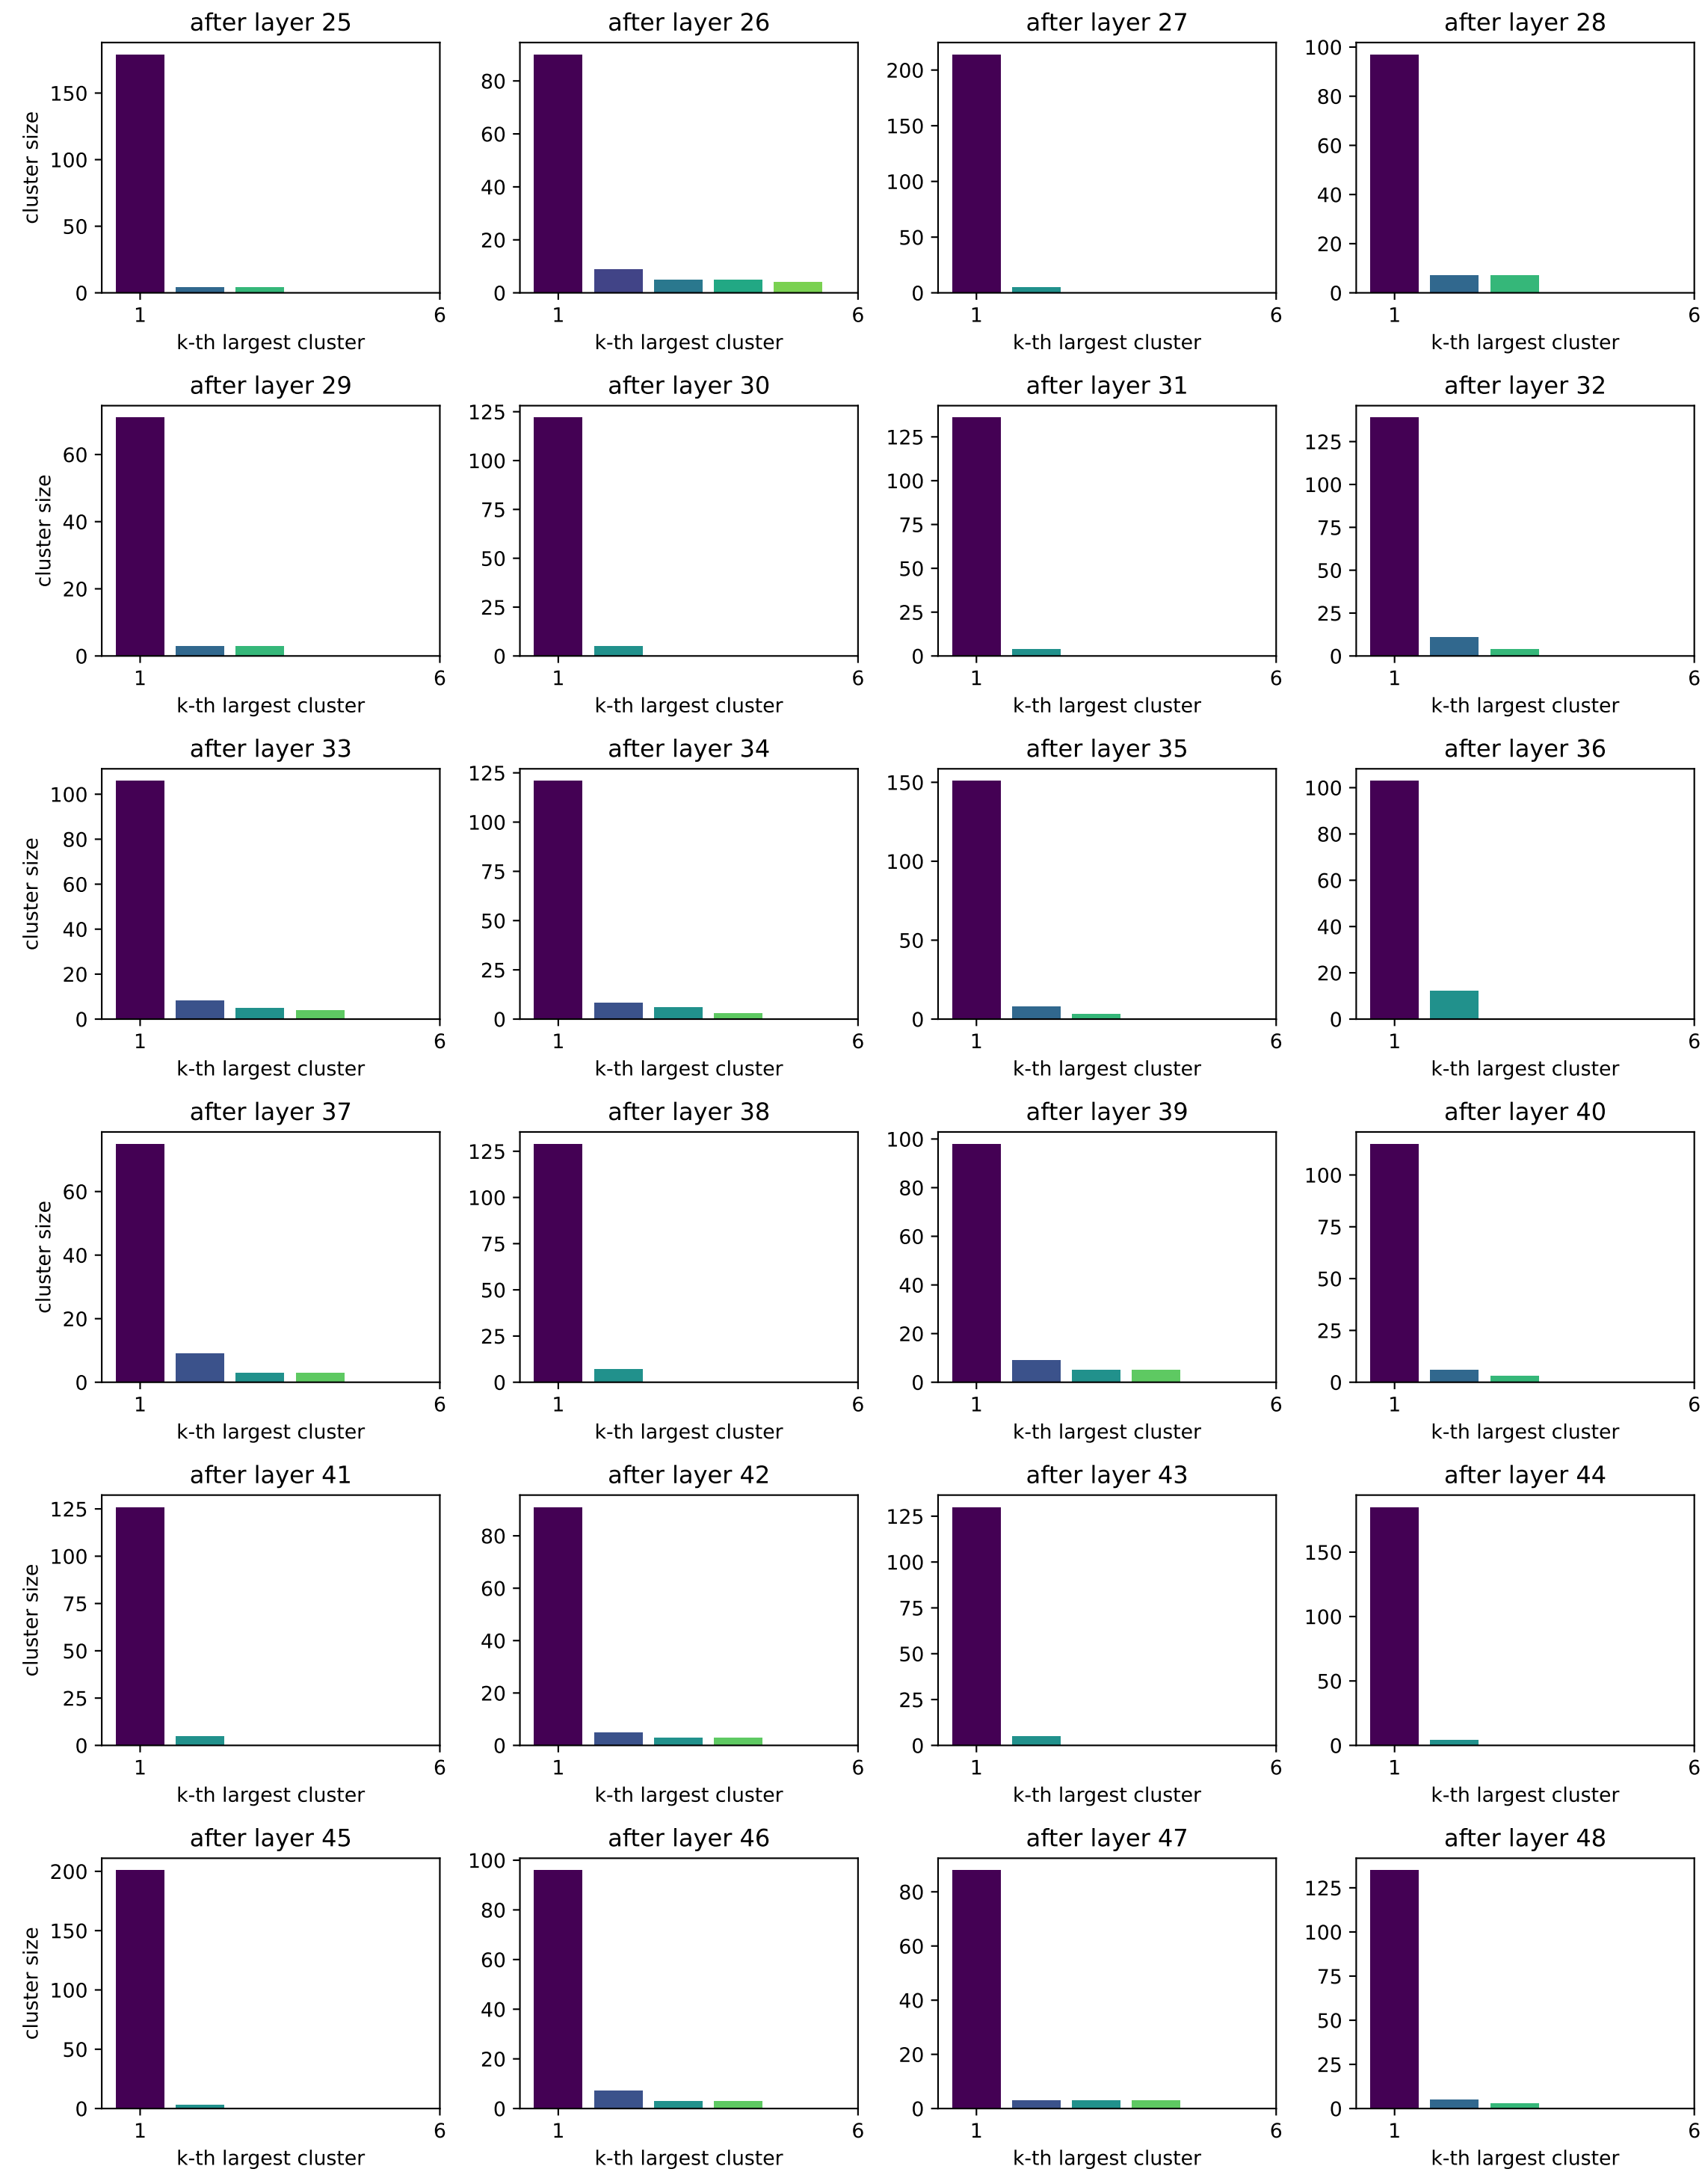 after layer 25
after layer 26
after layer 27
after layer 28
cluster size
150
100
50
0
80
60
40
20
0
200
150
100
50
0
100
80
60
40
20
0
1 6
1 6
1 6
1 6
k-th largest cluster
k-th largest cluster
k-th largest cluster
k-th largest cluster
after layer 29
after layer 30
after layer 31
after layer 32
cluster size
60
40
20
0
125
100
75
50
25
0
125
100
75
50
25
0
125
100
75
50
25
0
1 6
1 6
1 6
1 6
k-th largest cluster
k-th largest cluster
k-th largest cluster
k-th largest cluster
after layer 33
after layer 34
after layer 35
after layer 36
cluster size
100
80
60
40
20
0
125
100
75
50
25
0
150
100
50
0
100
80
60
40
20
0
1 6
1 6
1 6
1 6
k-th largest cluster
k-th largest cluster
k-th largest cluster
k-th largest cluster
after layer 37
after layer 38
after layer 39
after layer 40
cluster size
60
40
20
0
125
100
75
50
25
0
100
80
60
40
20
0
100
75
50
25
0
1 6
1 6
1 6
1 6
k-th largest cluster
k-th largest cluster
k-th largest cluster
k-th largest cluster
after layer 41
after layer 42
after layer 43
after layer 44
cluster size
125
100
75
50
25
0
80
60
40
20
0
125
100
75
50
25
0
150
100
50
0
1 6
1 6
1 6
1 6
k-th largest cluster
k-th largest cluster
k-th largest cluster
k-th largest cluster
after layer 45
after layer 46
after layer 47
after layer 48
cluster size
200
150
100
50
0
100
80
60
40
20
0
80
60
40
20
0
125
100
75
50
25
0
1 6
1 6
1 6
1 6
k-th largest cluster
k-th largest cluster
k-th largest cluster
k-th largest cluster